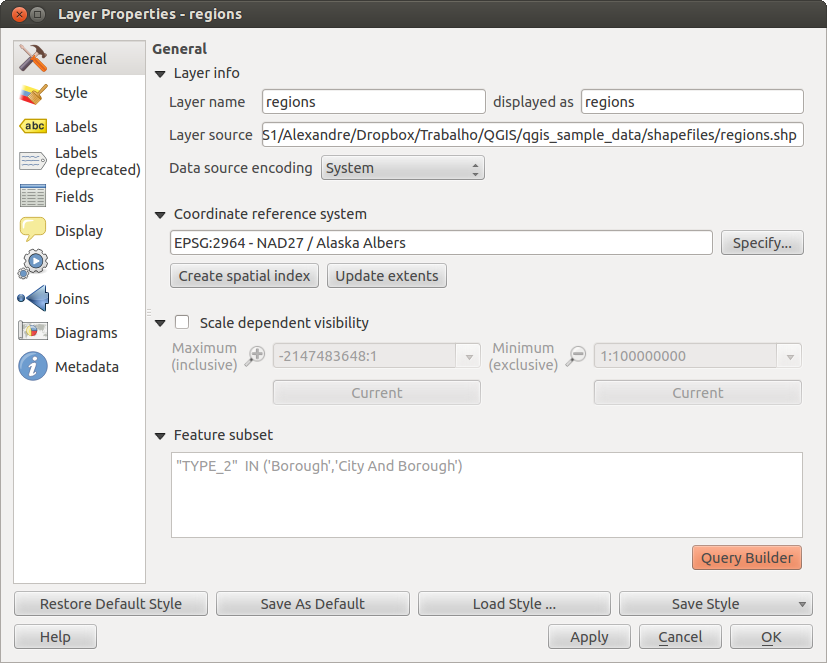 Layer Properties - regions
General
Style
abc
Labels
Labels
(deprecated)
Fields
Display
Actions
Joins
Diagrams
i
Metadata
General
Layer info
Layer name regions displayed as regions
Layer source S1/Alexandre/Dropbox/Trabalho/QGIS/qgis_sample_data/shapefiles/regions.shp
Data source encoding System
Coordinate reference system
EPSG:2964 - NAD27 / Alaska Albers Specify...
Create spatial index Update extents
Scale dependent visibility
Maximum
(inclusive)
-2147483648:1
Minimum
(exclusive)
1:100000000
Current Current
Feature subset
"TYPE_2" IN ('Borough','City And Borough')
Query Builder
Restore Default Style Save As Default Load Style ... Save Style
Help Apply Cancel OK